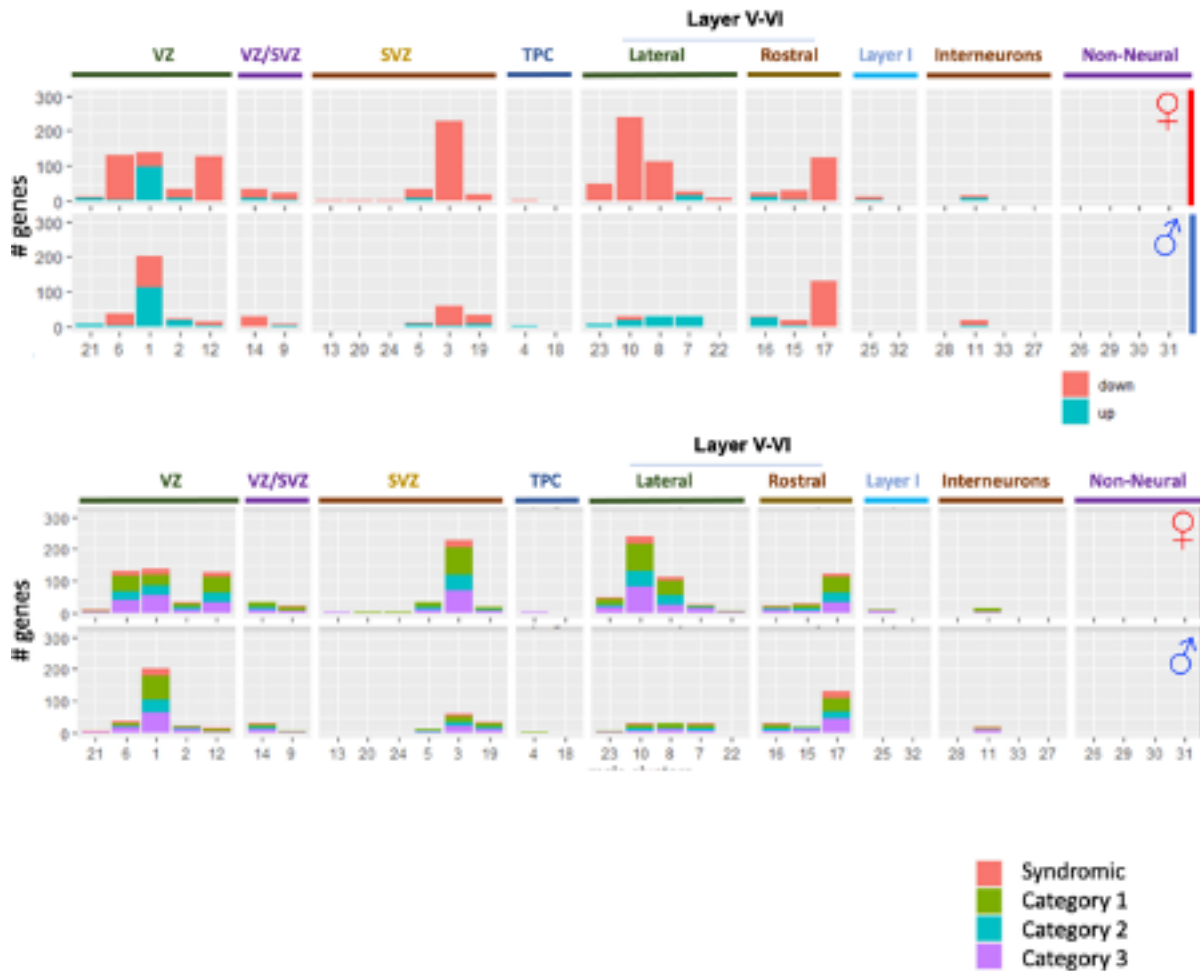 Layer V-VI
VZ VZ/SVZ SVZ TPC Lateral Rostral Layer I Interneurons Non-Neural
300
200
100
0
♀
# genes
300
200
100
0
♂
21 6 1 2 12 14 9 13 20 24 5 3 19 4 18 23 10 8 7 22 16 15 17 25 32 28 11 33 27 26 29 30 31
down
up
Layer V-VI
VZ VZ/SVZ SVZ TPC Lateral Rostral Layer I Interneurons Non-Neural
300
200
100
0
♀
# genes
300
200
100
0
♂
21 6 1 2 12 14 9 13 20 24 5 3 19 4 18 23 10 8 7 22 16 15 17 25 32 28 11 33 27 26 29 30 31
Syndromic
Category 1
Category 2
Category 3